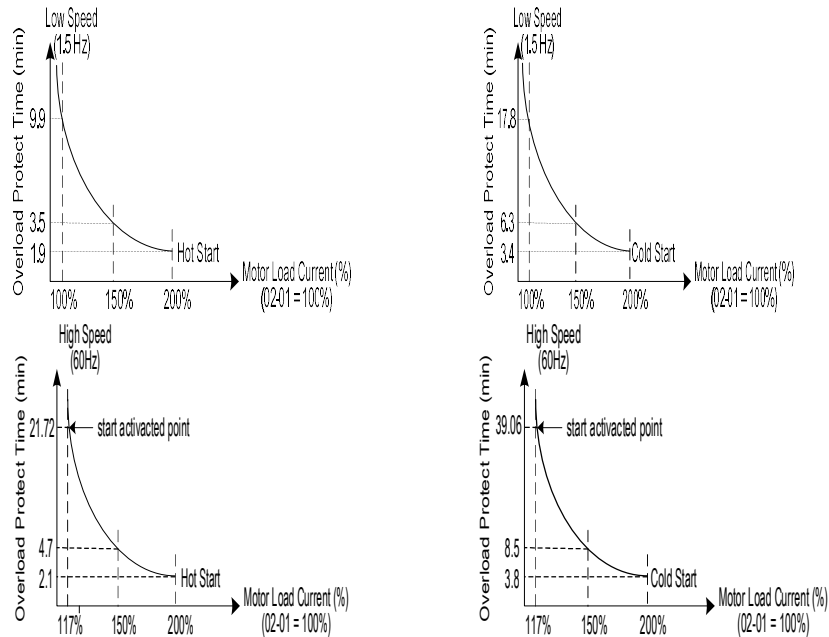 Low Speed
(1.5 Hz)
Overload Protect Time (min)
9.9
3.5
1.9
Hot Start
100%
150%
200%
Motor Load Current (%)
(02-01 = 100%)
Low Speed
(1.5 Hz)
Overload Protect Time (min)
17.8
6.3
3.4
Cold Start
100%
150%
200%
Motor Load Current (%)
(02-01 = 100%)
High Speed
(60Hz)
Overload Protect Time (min)
21.72
start activacted point
4.7
2.1
Hot Start
117%
150%
200%
Motor Load Current (%)
(02-01 = 100%)
High Speed
(60Hz)
Overload Protect Time (min)
39.06
start activacted point
8.5
3.8
Cold Start
117%
150%
200%
Motor Load Current (%)
(02-01 = 100%)